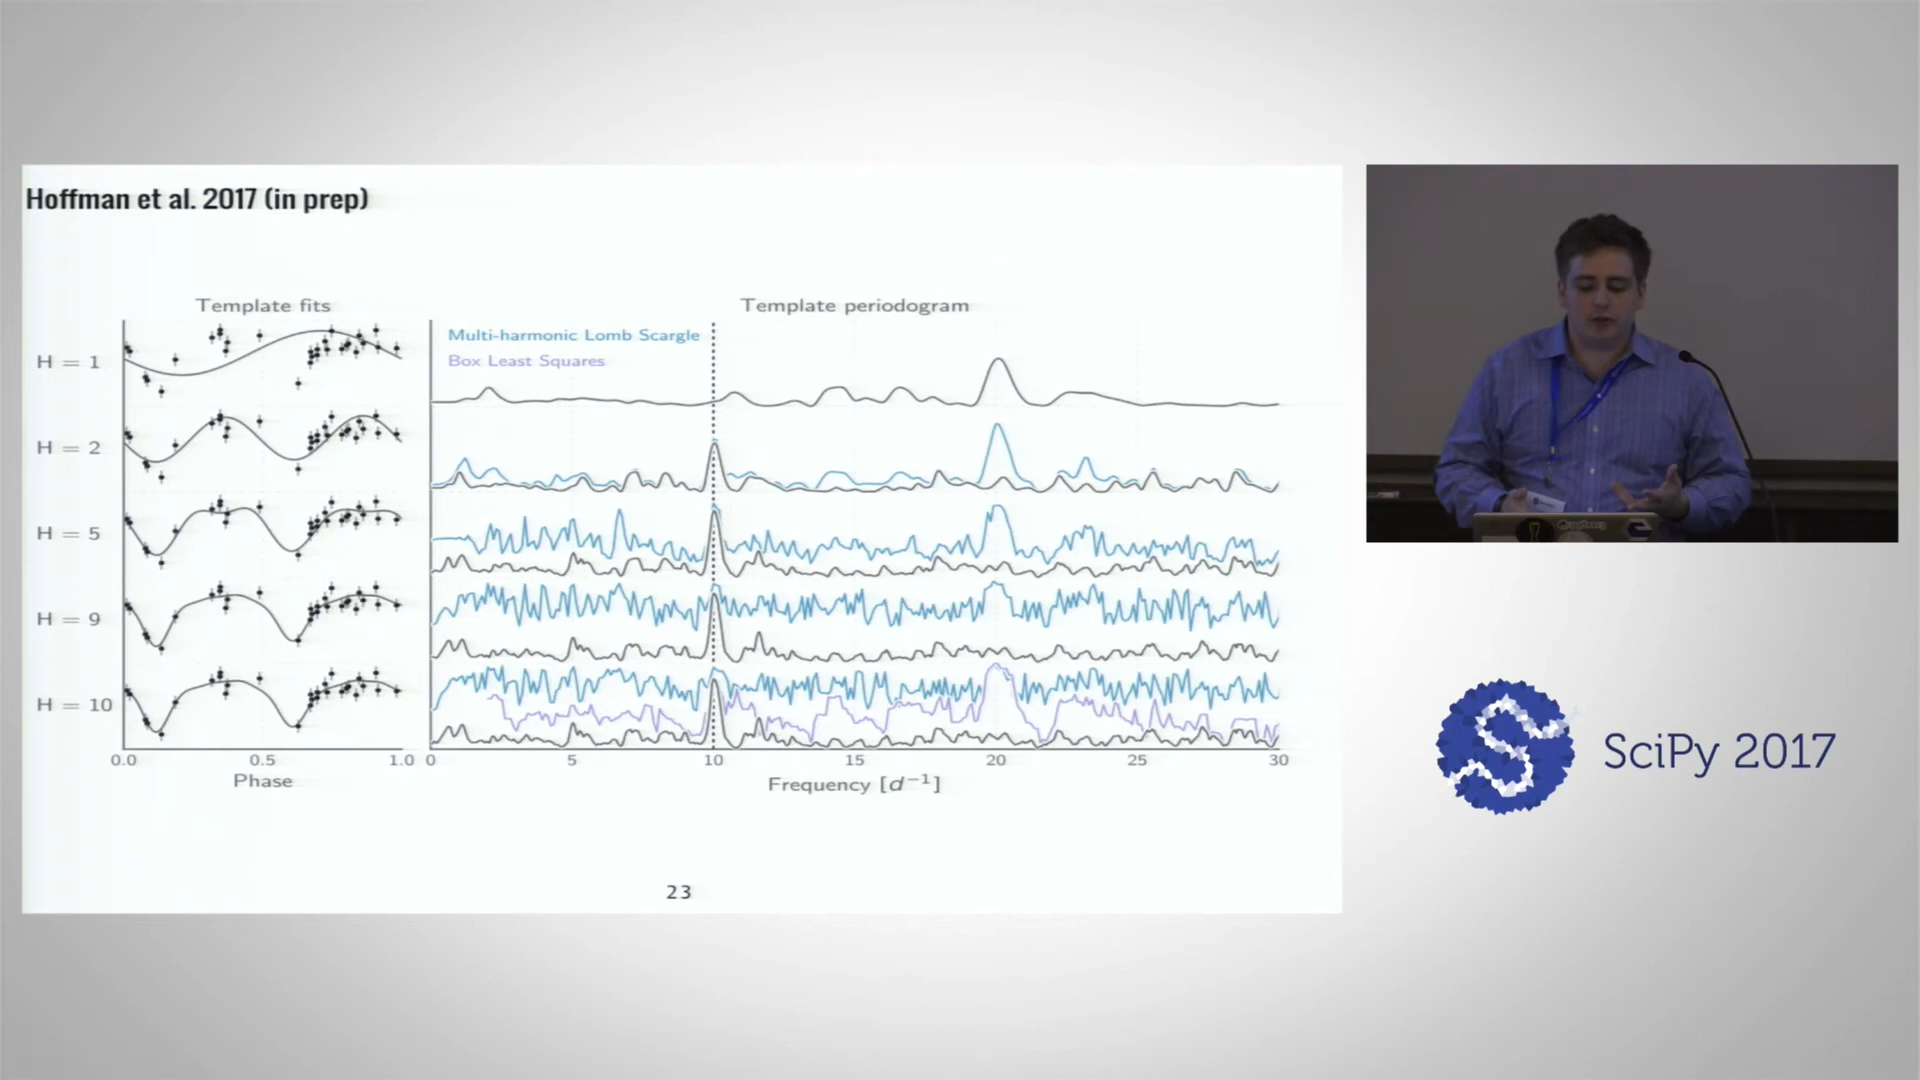 Hoffman et al. 2017 (in prep)
Template fits
Template periodogram
Multi-harmonic Lomb Scargle
Box Least Squares
H = 1
H = 2
H = 5
H = 9
H = 10
0.0 0.5 1.0
Phase
0 5 10 15 20 25 30
Frequency [d⁻¹]
23
SciPy 2017